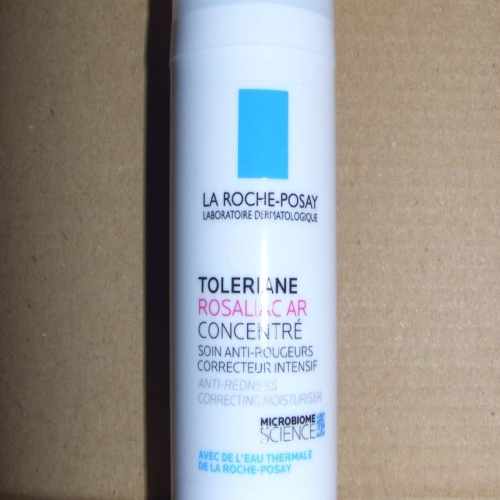 LA ROCHE-POSAY
LABORATOIRE DERMATOLOGIQUE
TOLERIANE
ROSALIAC AR
CONCENTRÉ
SOIN ANTI-ROUGEURS
CORRECTEUR INTENSIF
ANTI-REDNESS
CORRECTING MOISTURISER
MICROBIOME
SCIENCE
AVEC DE L'EAU THERMALE
DE LA ROCHE-POSAY